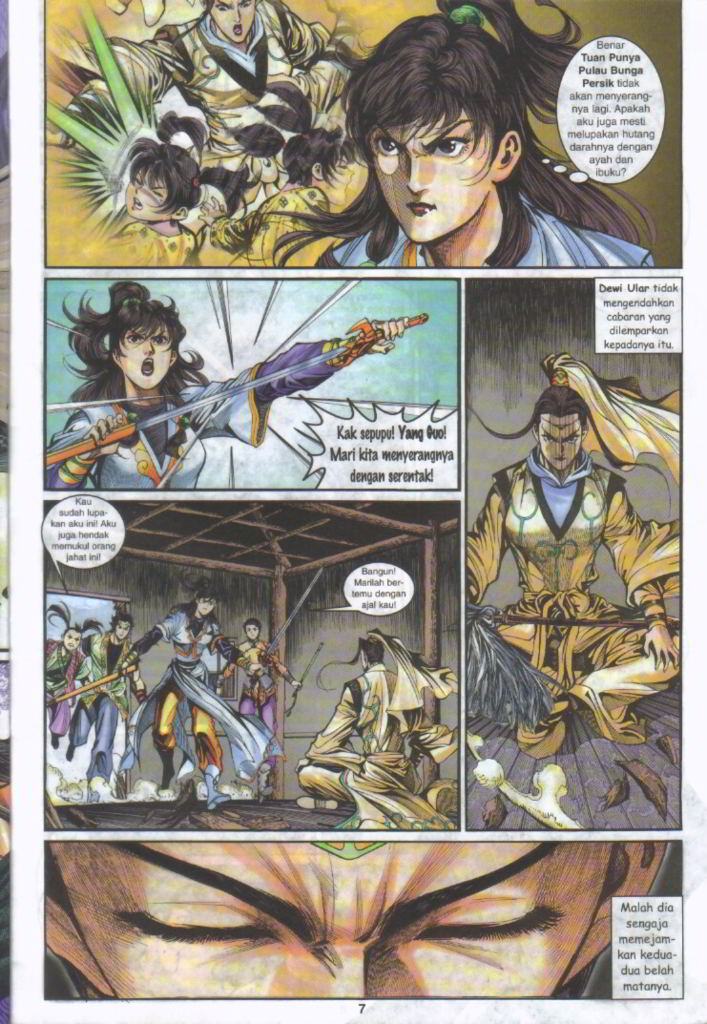 Benar
Tuan Punya
Pulau Bunga
Persik tidak
akan menyerang-
nya lagi. Apakah
aku juga mesti
melupakan hutang
darahnya dengan
ayah dan
ibuku?
Kak sepupu! Yang Guo!
Mari kita menyerangnya
dengan serentak!
Dewi Ular tidak
mengendahkan
cabaran yang
dilemparkan
kepadanya itu.
Kau
sudah lupa-
kan aku ini! Aku
juga hendak
memukul orang
jahat ini!
Bangun!
Marilah ber-
temu dengan
ajal kau!
Malah dia
sengaja
memejam-
kan kedua-
dua belah
matanya.
7